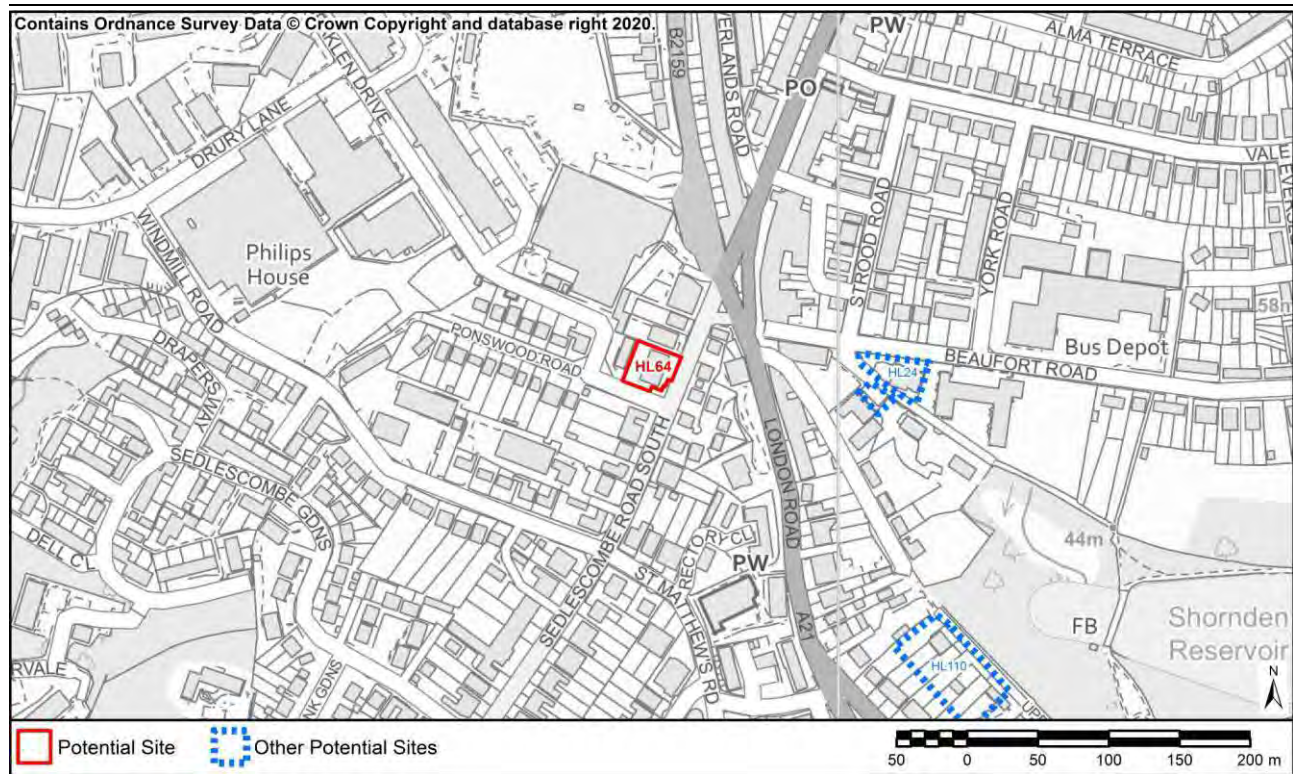 Contains Ordnance Survey Data © Crown Copyright and database right 2020.
B2159
PW
ALMA TERRACE
PO
DRURY LANE
VALE
WINDMILL ROAD
Philips
House
STROOD ROAD
YORK ROAD
58m
PONSWOOD ROAD
HL64
Bus Depot
BEAUFORT ROAD
HL24
DRAPERS WAY
SEDLESCOMBE GDNS
SEDLESCOMBE ROAD SOUTH
LONDON ROAD
DELL CL
RECTORY CL
PW
ST MATTHEW'S RD
A21
44m
FB
Shornden
Reservoir
HL110
N
Potential Site
Other Potential Sites
50 0 50 100 150 200 m